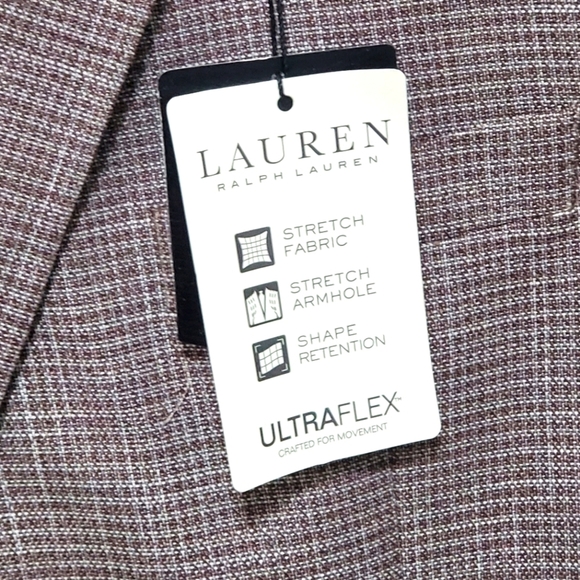 LAUREN
RALPH LAUREN
STRETCH
FABRIC
STRETCH
ARMHOLE
SHAPE
RETENTION
ULTRAFLEX™
CRAFTED FOR MOVEMENT